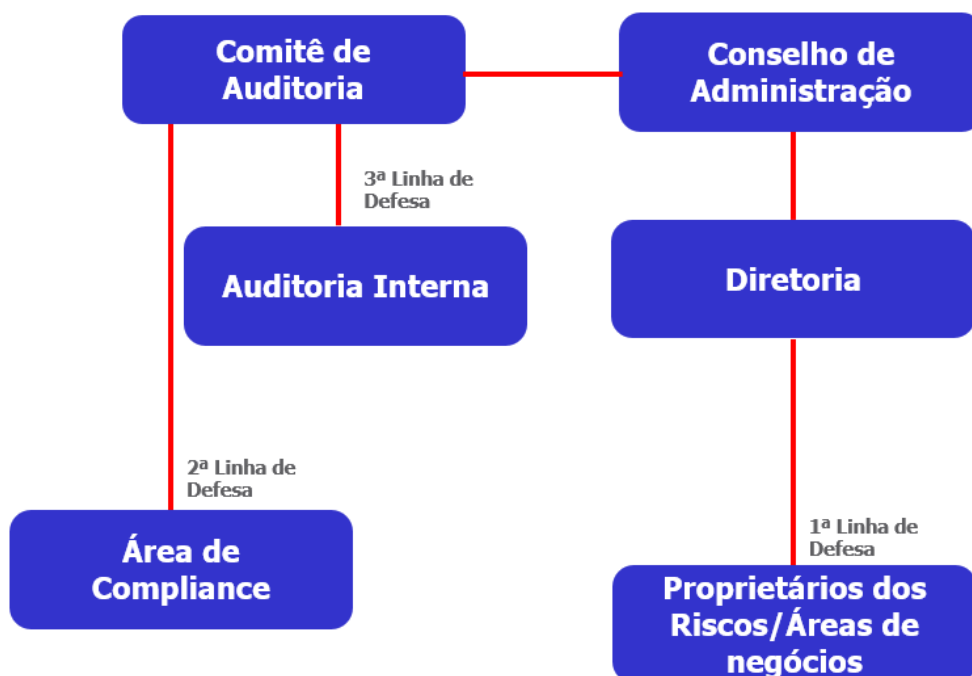 Comitê de
Auditoria
Conselho de
Administração
3ª Linha de
Defesa
Auditoria Interna
Diretoria
2ª Linha de
Defesa
Área de
Compliance
1ª Linha de
Defesa
Proprietários dos
Riscos/Áreas de
negócios